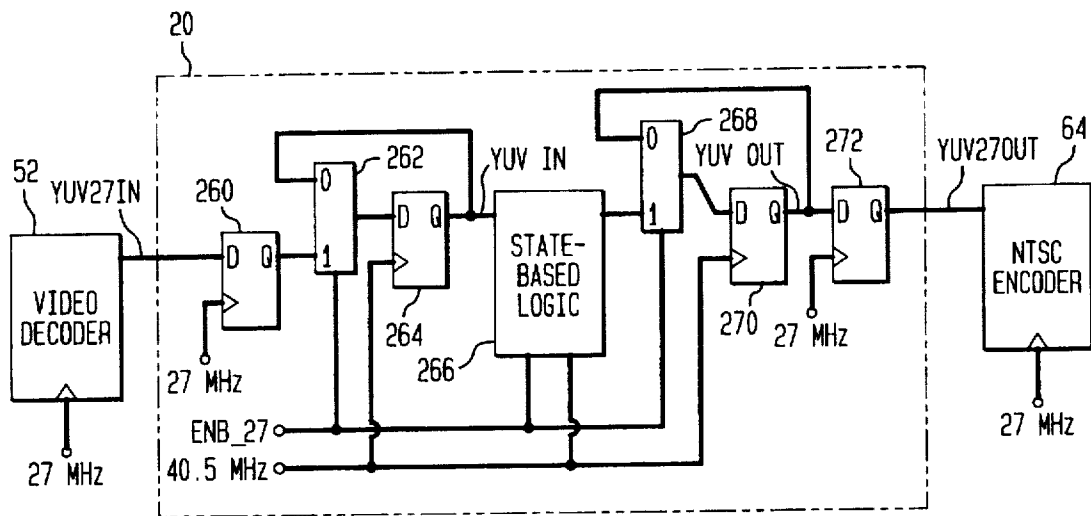 20
52
YUV27IN
260
D Q
27 MHz
VIDEO
DECODER
27 MHz
0
1
262
D Q
264
YUV IN
STATE-
BASED
LOGIC
266
0
1
268
YUV OUT
D Q
270
272
D Q
27 MHz
YUV27OUT
64
NTSC
ENCODER
27 MHz
ENB_27
40.5 MHz